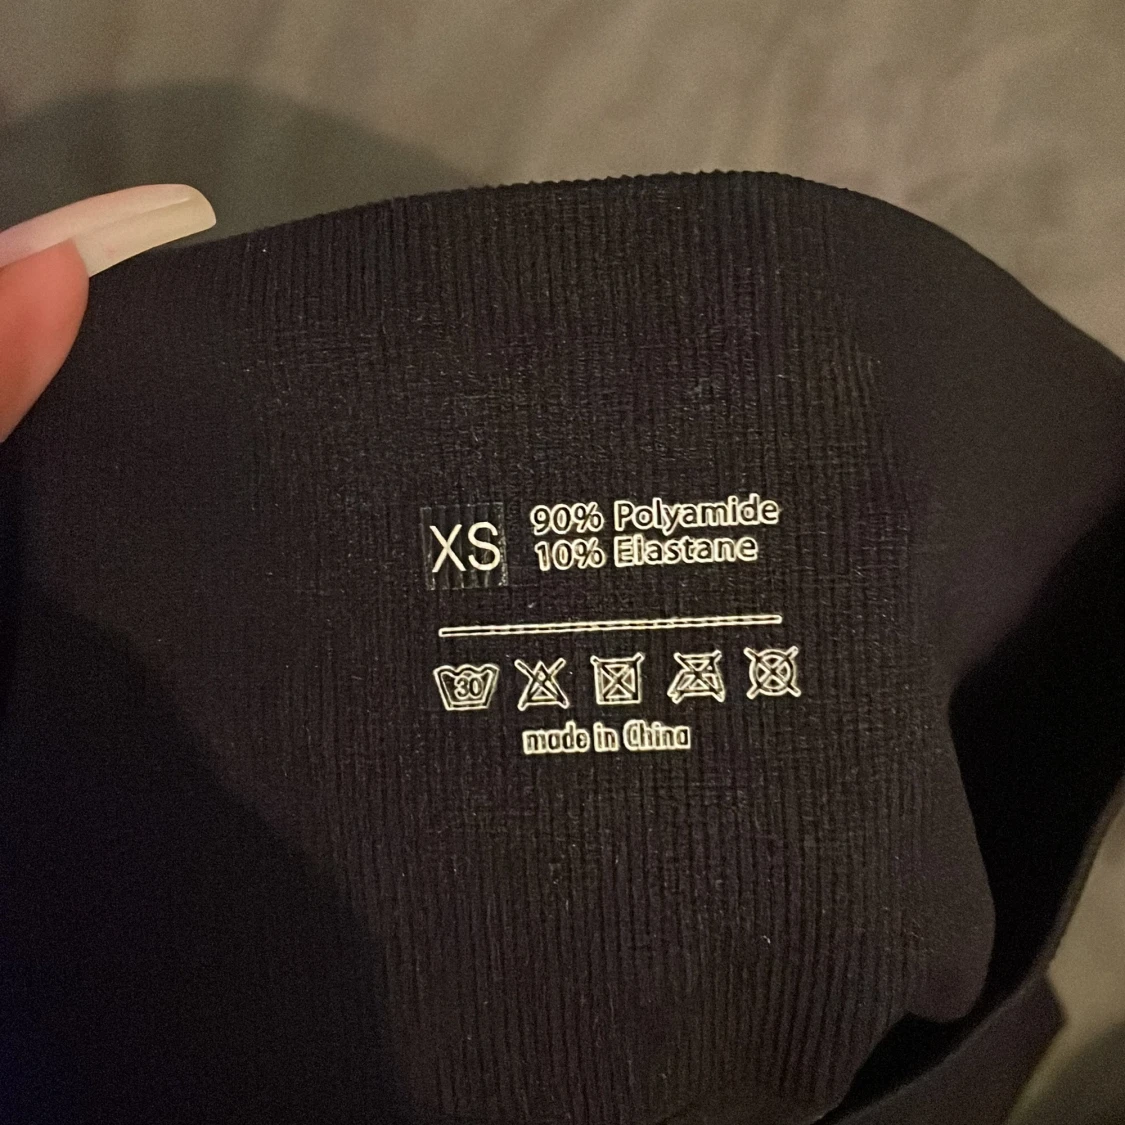 XS
90% Polyamide
10% Elastane
30
made in China